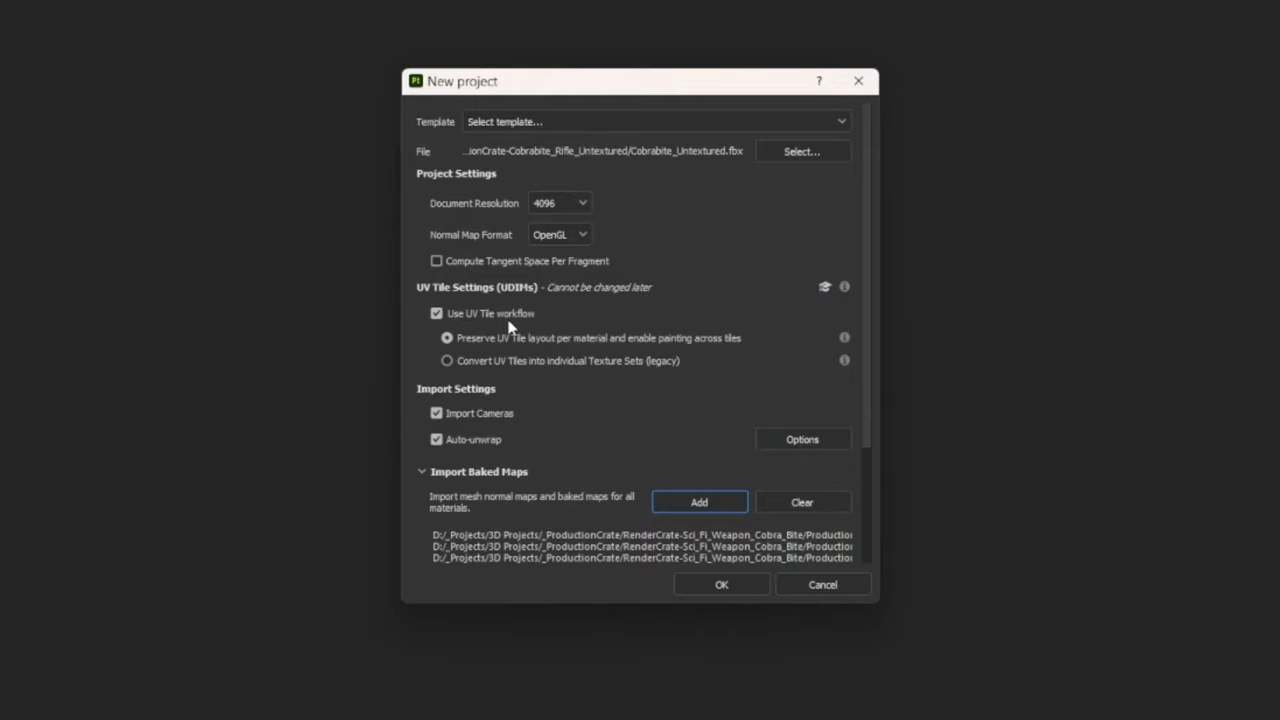 Pt New project ?
Template Select template...
File ...ionCrate-Cobrabite_Rifle_Untextured/Cobrabite_Untextured.fbx Select...
Project Settings
Document Resolution 4096
Normal Map Format OpenGL
Compute Tangent Space Per Fragment
UV Tile Settings (UDIMs) - Cannot be changed later
Use UV Tile workflow
Preserve UV Tile layout per material and enable painting across tiles
Convert UV Tiles into individual Texture Sets (legacy)
Import Settings
Import Cameras
Auto-unwrap Options
Import Baked Maps
Import mesh normal maps and baked maps for all
materials.
Add Clear
D:/_Projects/3D Projects/_ProductionCrate/RenderCrate-Sci_Fi_Weapon_Cobra_Bite/Production
D:/_Projects/3D Projects/_ProductionCrate/RenderCrate-Sci_Fi_Weapon_Cobra_Bite/Production
D:/_Projects/3D Projects/_ProductionCrate/RenderCrate-Sci_Fi_Weapon_Cobra_Bite/Production
OK Cancel